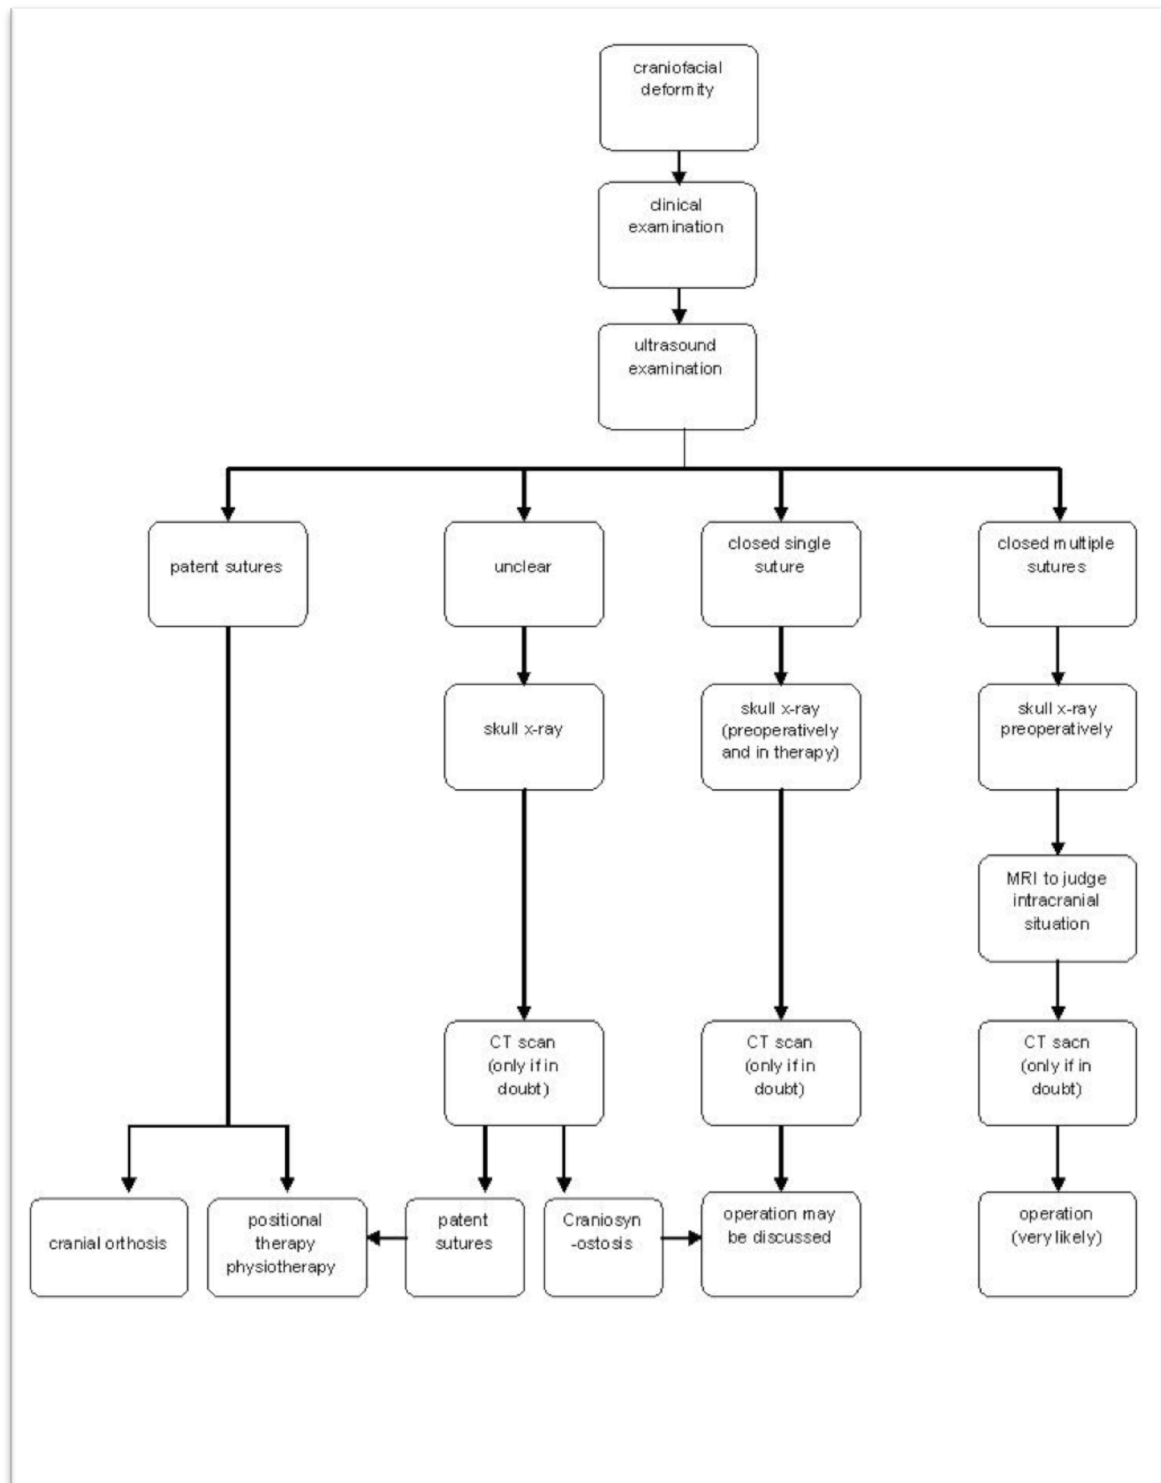 craniofacial
deformity
clinical
examination
ultrasound
examination
patent sutures
unclear
closed single
suture
closed multiple
sutures
skull x-ray
skull x-ray
(preoperatively
and in therapy)
skull x-ray
preoperatively
MRI to judge
intracranial
situation
CT scan
(only if in
doubt)
CT scan
(only if in
doubt)
CT sacn
(only if in
doubt)
cranial orthosis
positional
therapy
physiotherapy
patent
sutures
Craniosyn
-ostosis
operation may
be discussed
operation
(very likely)